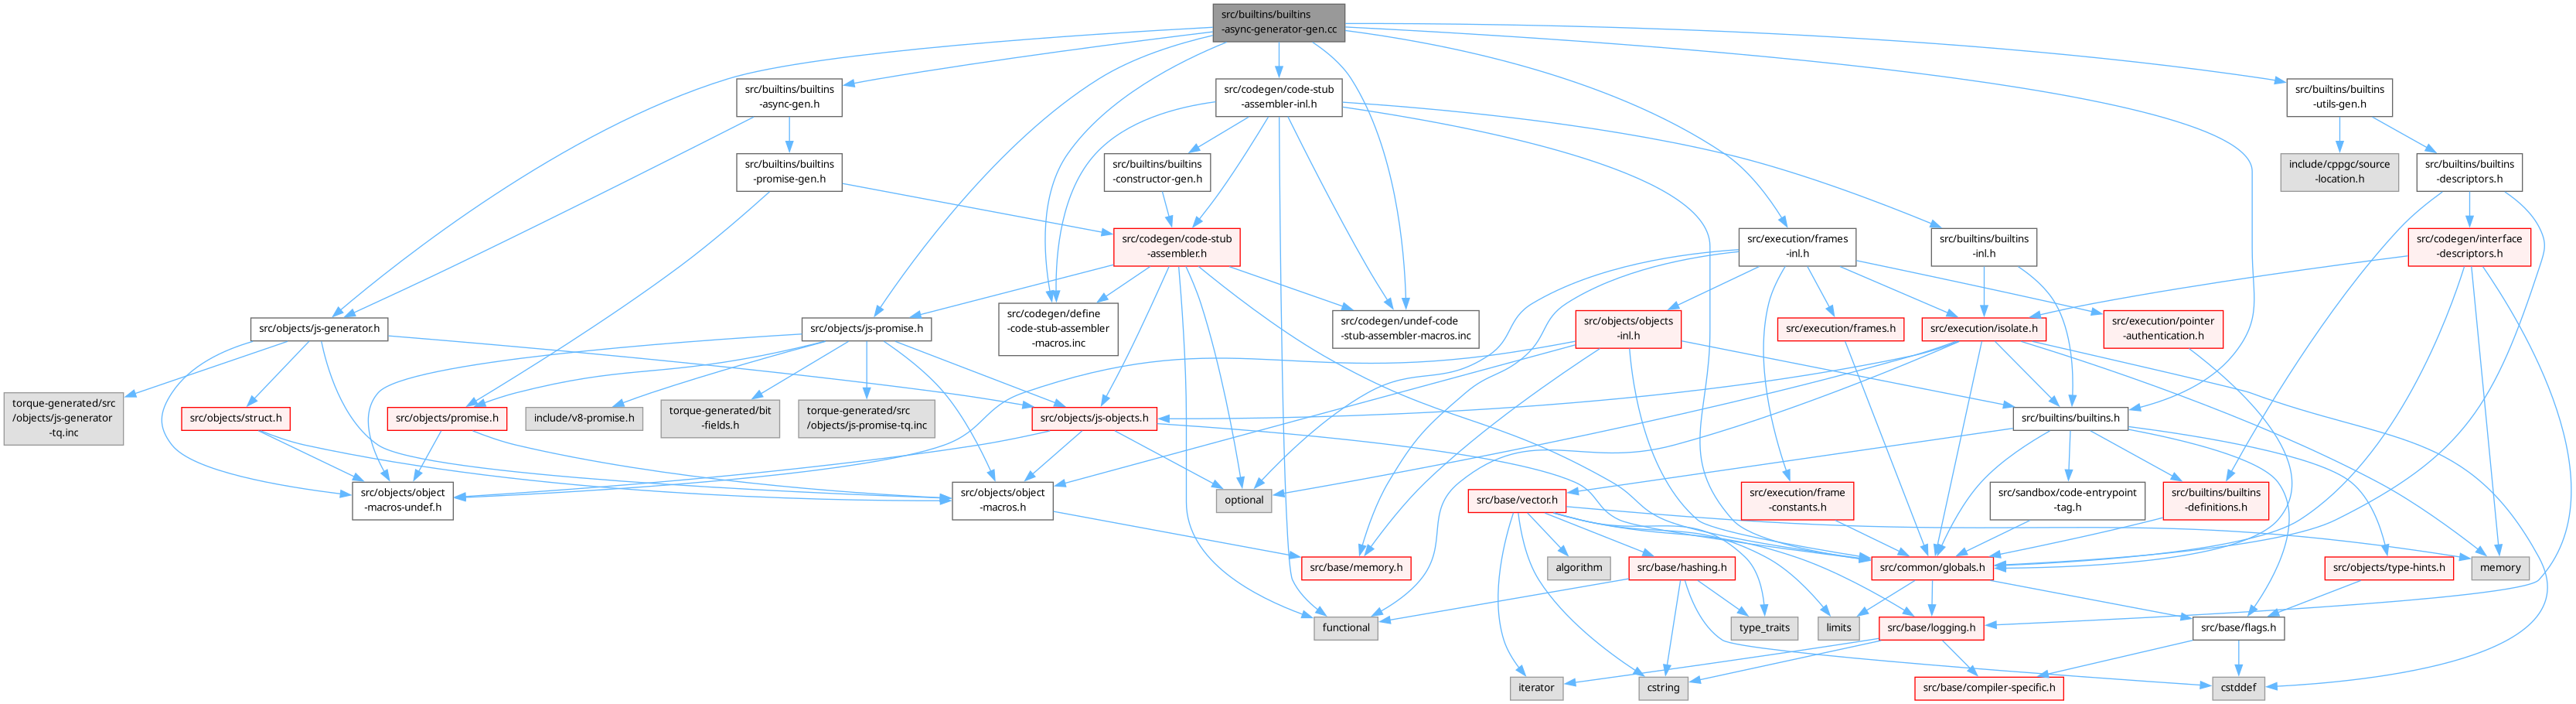 src/builtins/builtins
-async-generator-gen.cc
src/builtins/builtins
-async-gen.h
src/codegen/code-stub
-assembler-inl.h
src/builtins/builtins
-utils-gen.h
src/builtins/builtins
-promise-gen.h
src/builtins/builtins
-constructor-gen.h
include/cppgc/source
-location.h
src/builtins/builtins
-descriptors.h
src/codegen/code-stub
-assembler.h
src/execution/frames
-inl.h
src/builtins/builtins
-inl.h
src/codegen/interface
-descriptors.h
src/objects/js-generator.h
src/objects/js-promise.h
src/codegen/define
-code-stub-assembler
-macros.inc
src/codegen/undef-code
-stub-assembler-macros.inc
src/objects/objects
-inl.h
src/execution/frames.h
src/execution/isolate.h
src/execution/pointer
-authentication.h
torque-generated/src
/objects/js-generator
-tq.inc
src/objects/struct.h
src/objects/promise.h
include/v8-promise.h
torque-generated/bit
-fields.h
torque-generated/src
/objects/js-promise-tq.inc
src/objects/js-objects.h
src/builtins/builtins.h
src/objects/object
-macros-undef.h
src/objects/object
-macros.h
optional
src/base/vector.h
src/execution/frame
-constants.h
src/sandbox/code-entrypoint
-tag.h
src/builtins/builtins
-definitions.h
src/base/memory.h
algorithm
src/base/hashing.h
src/common/globals.h
src/objects/type-hints.h
memory
functional
type_traits
limits
src/base/logging.h
src/base/flags.h
iterator
cstring
src/base/compiler-specific.h
cstddef